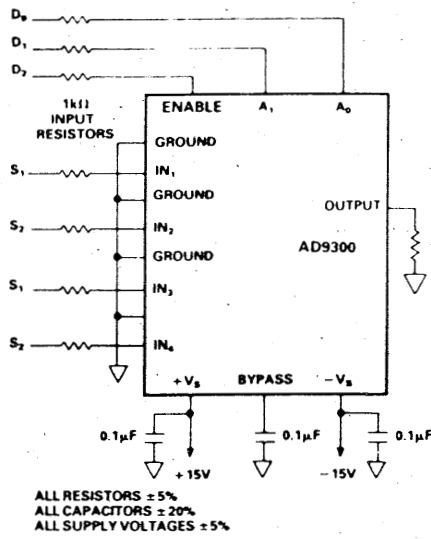 D₀
D₁
D₂
1kΩ
INPUT
RESISTORS
ENABLE A₁ A₀
GROUND
S₁ IN₁
GROUND
OUTPUT
S₂ IN₂
GROUND
AD9300
S₁ IN₃
S₂ IN₄
+Vₛ BYPASS −Vₛ
0.1µF 0.1µF 0.1µF
+15V −15V
ALL RESISTORS ±5%
ALL CAPACITORS ±20%
ALL SUPPLY VOLTAGES ±5%